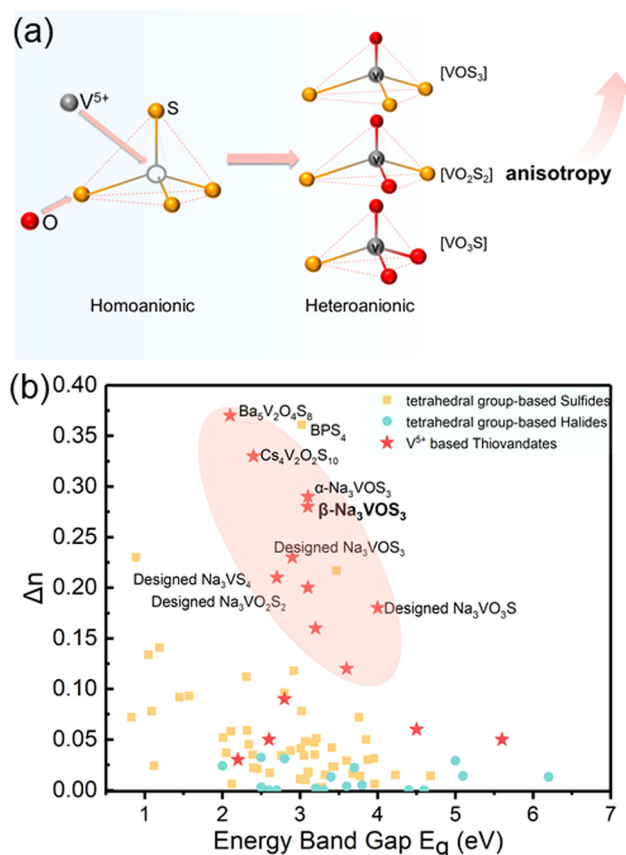 (a)
V5+
S
O
Homoanionic
V
[VOS3]
V
[VO2S2]
anisotropy
V
[VO3S]
Heteroanionic
(b)
0.40
0.35
0.30
0.25
0.20
0.15
0.10
0.05
0.00
Δn
tetrahedral group-based Sulfides
tetrahedral group-based Halides
V5+ based Thiovandates
Ba5V2O4S8
BPS4
Cs4V2O2S10
α-Na3VOS3
β-Na3VOS3
Designed Na3VOS3
Designed Na3VS4
Designed Na3VO2S2
Designed Na3VO3S
1 2 3 4 5 6 7
Energy Band Gap Eg (eV)